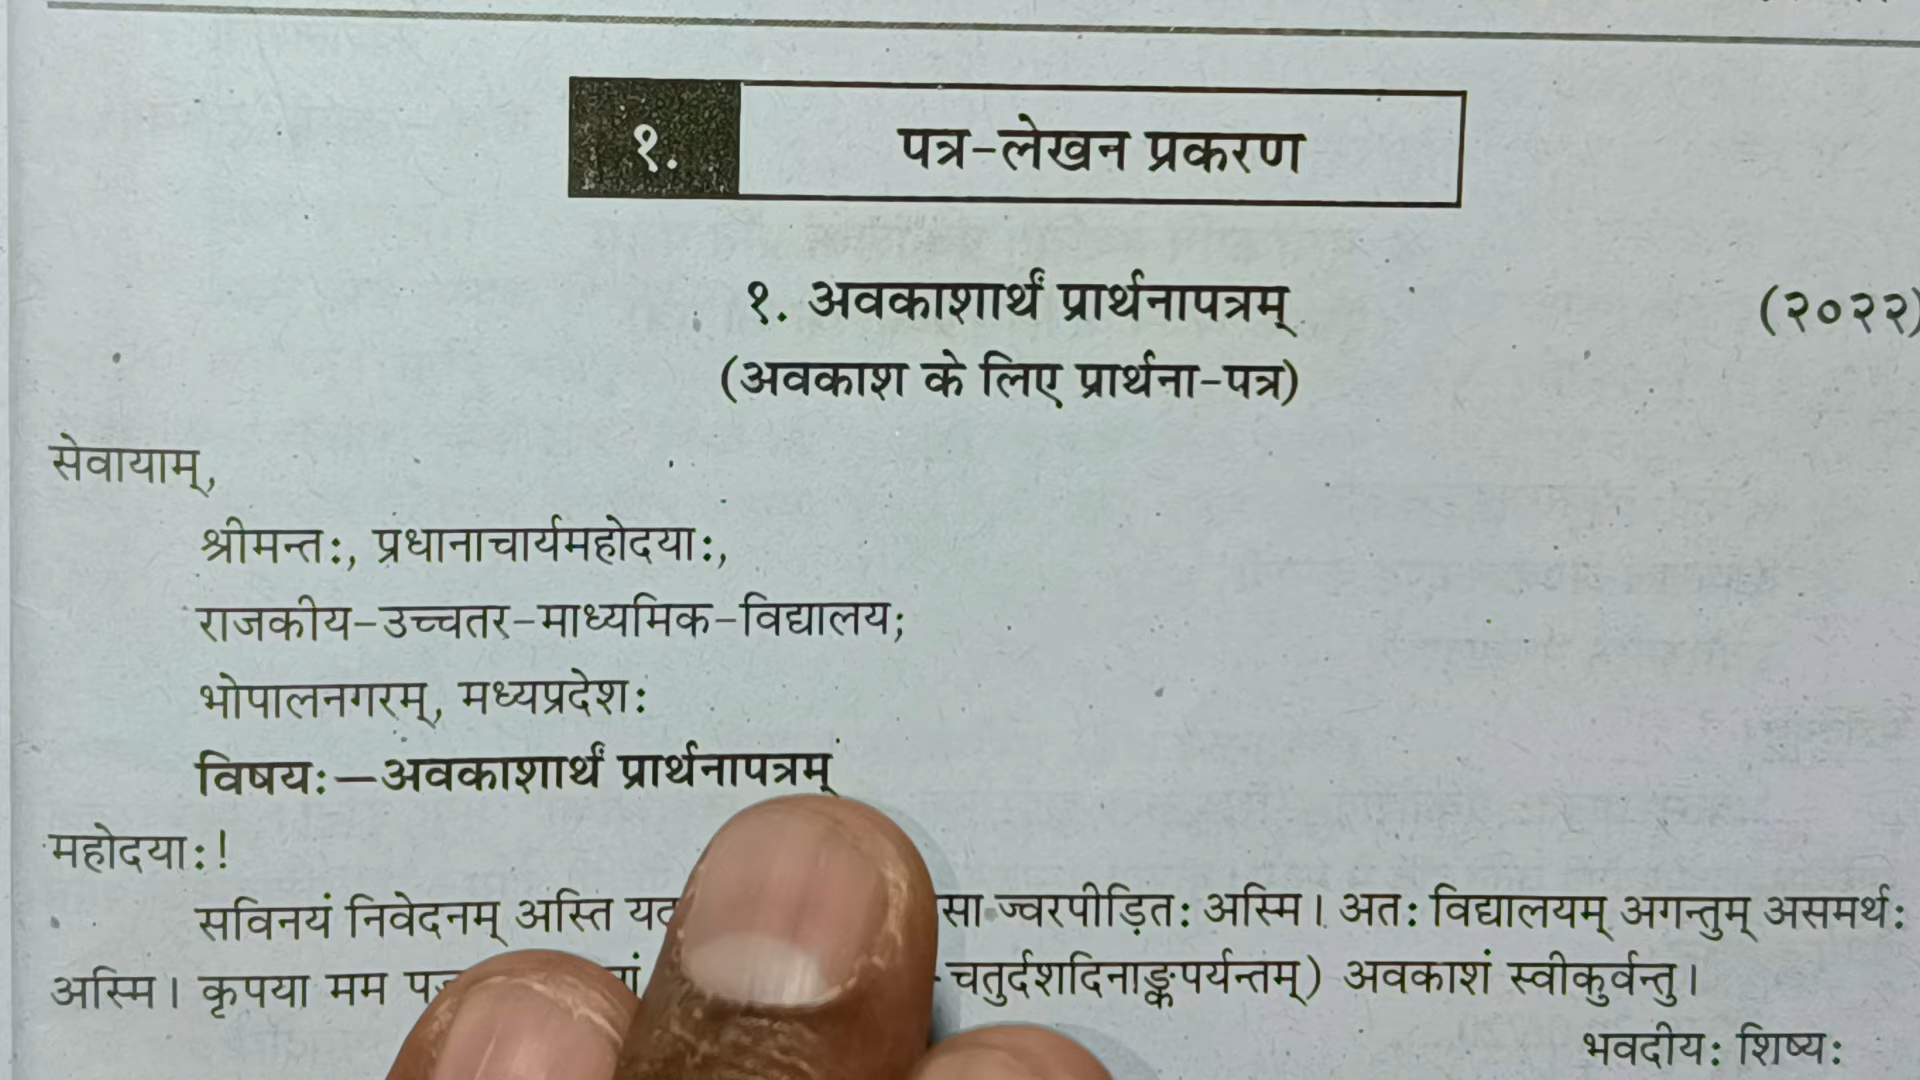 १. पत्र-लेखन प्रकरण
१. अवकाशार्थं प्रार्थनापत्रम् (२०२२)
(अवकाश के लिए प्रार्थना-पत्र)
सेवायाम्,
श्रीमन्तः, प्रधानाचार्यमहोदयाः,
राजकीय-उच्चतर-माध्यमिक-विद्यालय;
भोपालनगरम्, मध्यप्रदेशः
विषयः—अवकाशार्थं प्रार्थनापत्रम्
महोदयाः!
सविनयं निवेदनम् अस्ति ज्वरपीड़ितः अस्मि। अतः विद्यालयम् अगन्तुम् असमर्थः
अस्मि। कृपया मम चतुर्दशदिनाङ्कपर्यन्तम्) अवकाशं स्वीकुर्वन्तु।
भवदीयः शिष्यः